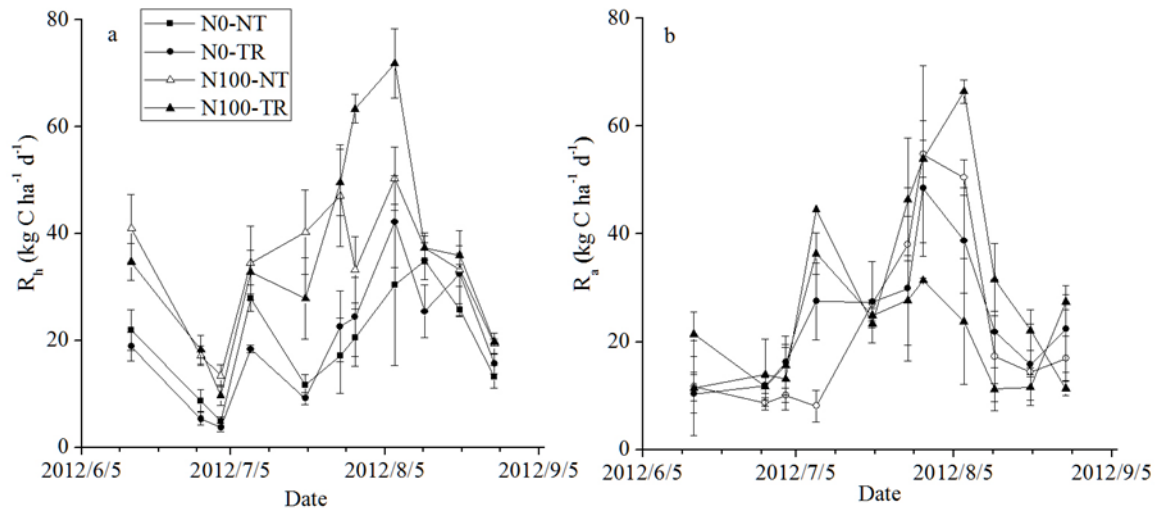 a
N0-NT
N0-TR
N100-NT
N100-TR
80
60
40
20
0
R_h (kg C ha⁻¹ d⁻¹)
2012/6/5 2012/7/5 2012/8/5 2012/9/5
Date
b
80
60
40
20
0
R_a (kg C ha⁻¹ d⁻¹)
2012/6/5 2012/7/5 2012/8/5 2012/9/5
Date